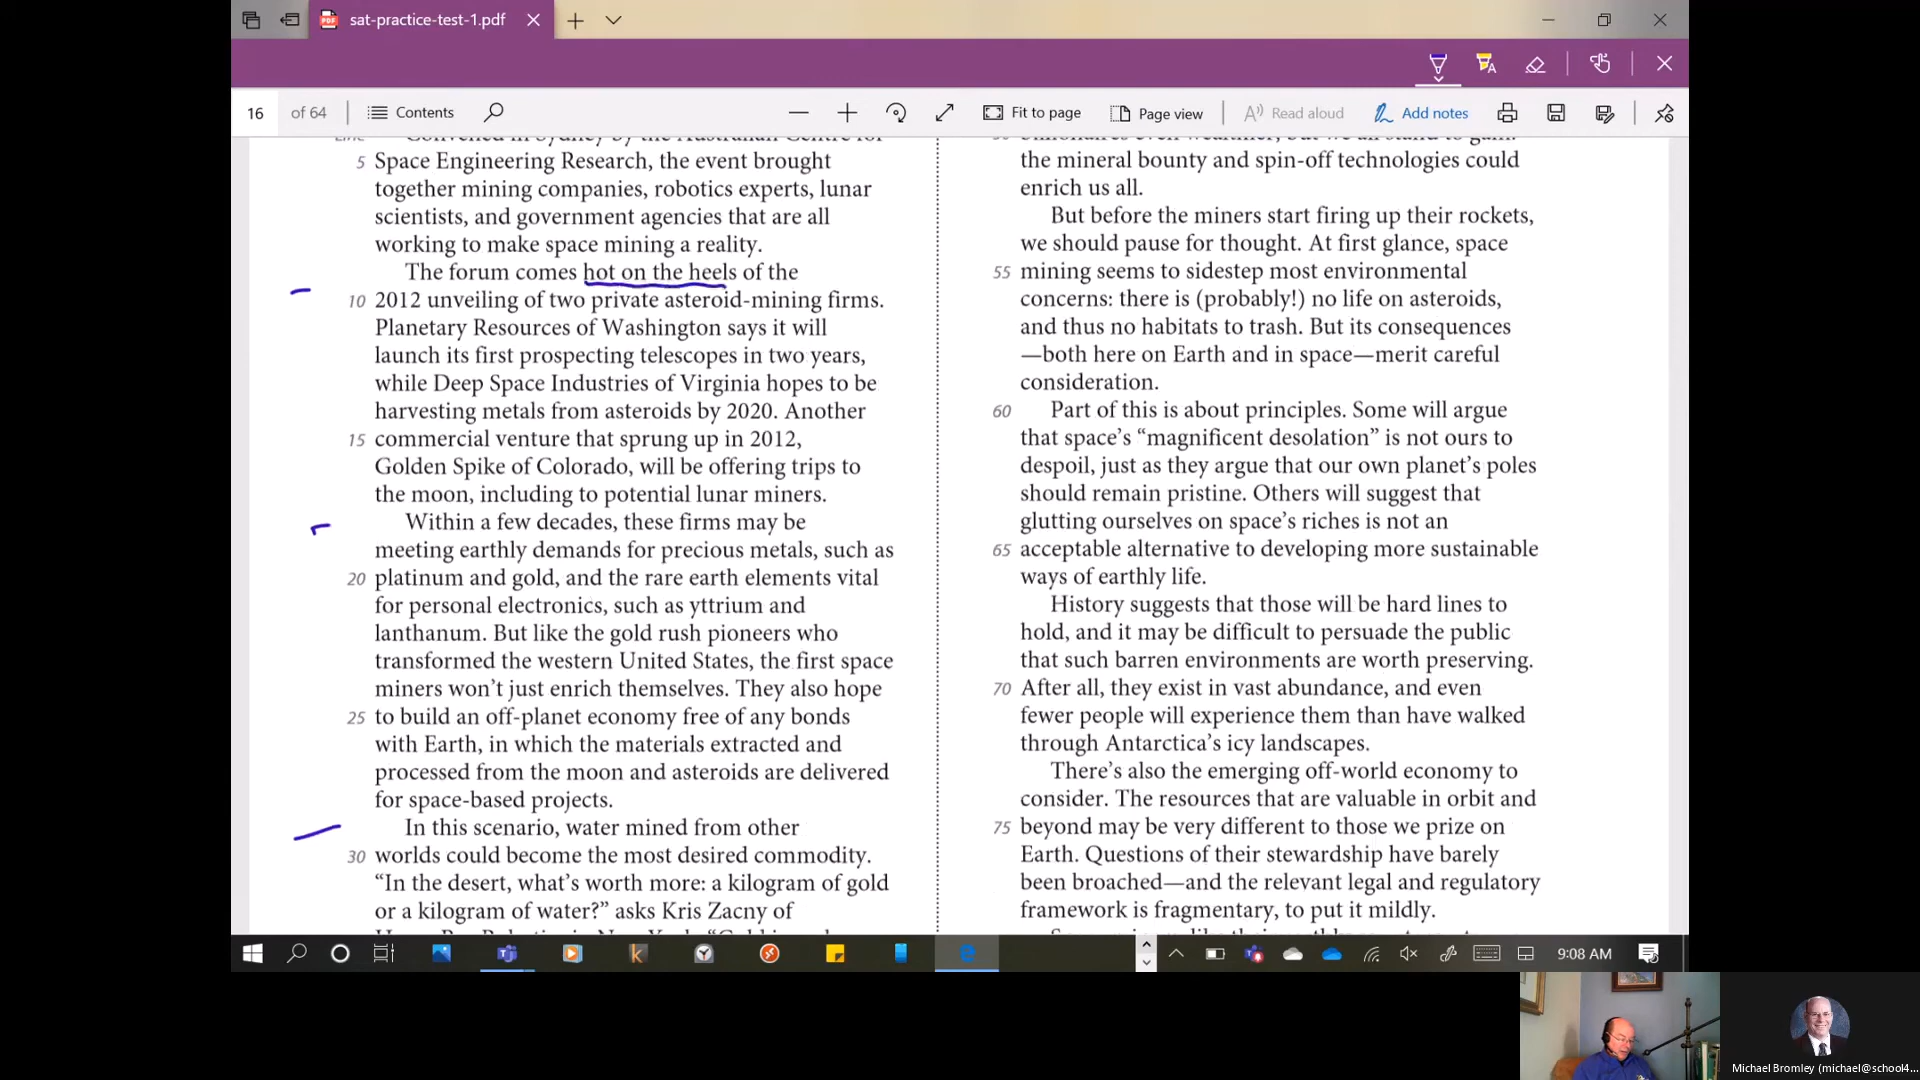 sat-practice-test-1.pdf
16 of 64
Contents
Fit to page
Page view
Read aloud
Add notes
Convened in Sydney by the Australian Centre for
5 Space Engineering Research, the event brought
together mining companies, robotics experts, lunar
scientists, and government agencies that are all
working to make space mining a reality.
The forum comes hot on the heels of the
10 2012 unveiling of two private asteroid-mining firms.
Planetary Resources of Washington says it will
launch its first prospecting telescopes in two years,
while Deep Space Industries of Virginia hopes to be
harvesting metals from asteroids by 2020. Another
15 commercial venture that sprung up in 2012,
Golden Spike of Colorado, will be offering trips to
the moon, including to potential lunar miners.
Within a few decades, these firms may be
meeting earthly demands for precious metals, such as
20 platinum and gold, and the rare earth elements vital
for personal electronics, such as yttrium and
lanthanum. But like the gold rush pioneers who
transformed the western United States, the first space
miners won’t just enrich themselves. They also hope
25 to build an off-planet economy free of any bonds
with Earth, in which the materials extracted and
processed from the moon and asteroids are delivered
for space-based projects.
In this scenario, water mined from other
30 worlds could become the most desired commodity.
“In the desert, what’s worth more: a kilogram of gold
or a kilogram of water?” asks Kris Zacny of
the mineral bounty and spin-off technologies could
enrich us all.
But before the miners start firing up their rockets,
we should pause for thought. At first glance, space
55 mining seems to sidestep most environmental
concerns: there is (probably!) no life on asteroids,
and thus no habitats to trash. But its consequences
—both here on Earth and in space—merit careful
consideration.
60 Part of this is about principles. Some will argue
that space’s “magnificent desolation” is not ours to
despoil, just as they argue that our own planet’s poles
should remain pristine. Others will suggest that
glutting ourselves on space’s riches is not an
65 acceptable alternative to developing more sustainable
ways of earthly life.
History suggests that those will be hard lines to
hold, and it may be difficult to persuade the public
that such barren environments are worth preserving.
70 After all, they exist in vast abundance, and even
fewer people will experience them than have walked
through Antarctica’s icy landscapes.
There’s also the emerging off-world economy to
consider. The resources that are valuable in orbit and
75 beyond may be very different to those we prize on
Earth. Questions of their stewardship have barely
been broached—and the relevant legal and regulatory
framework is fragmentary, to put it mildly.
9:08 AM
Michael Bromley (michael@school4...